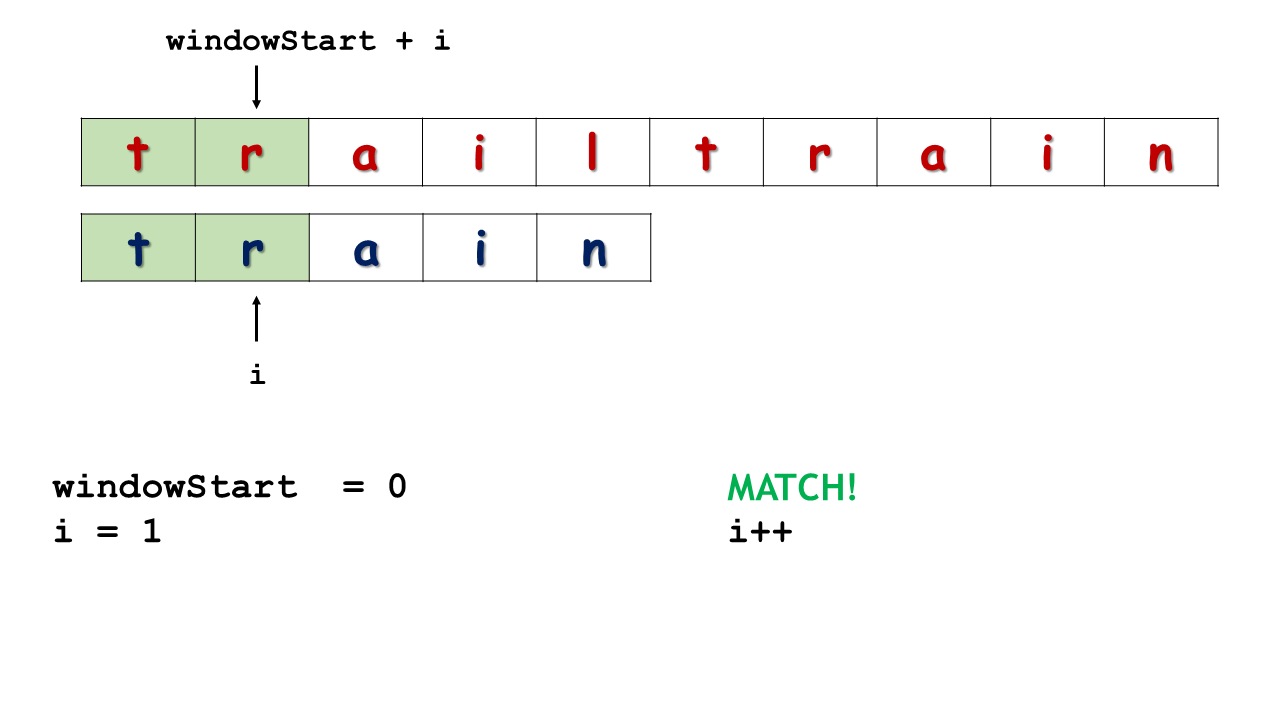 windowStart + i
t r a i l t r a i n
t r a i n
i
windowStart  = 0
i = 1
MATCH!
i++